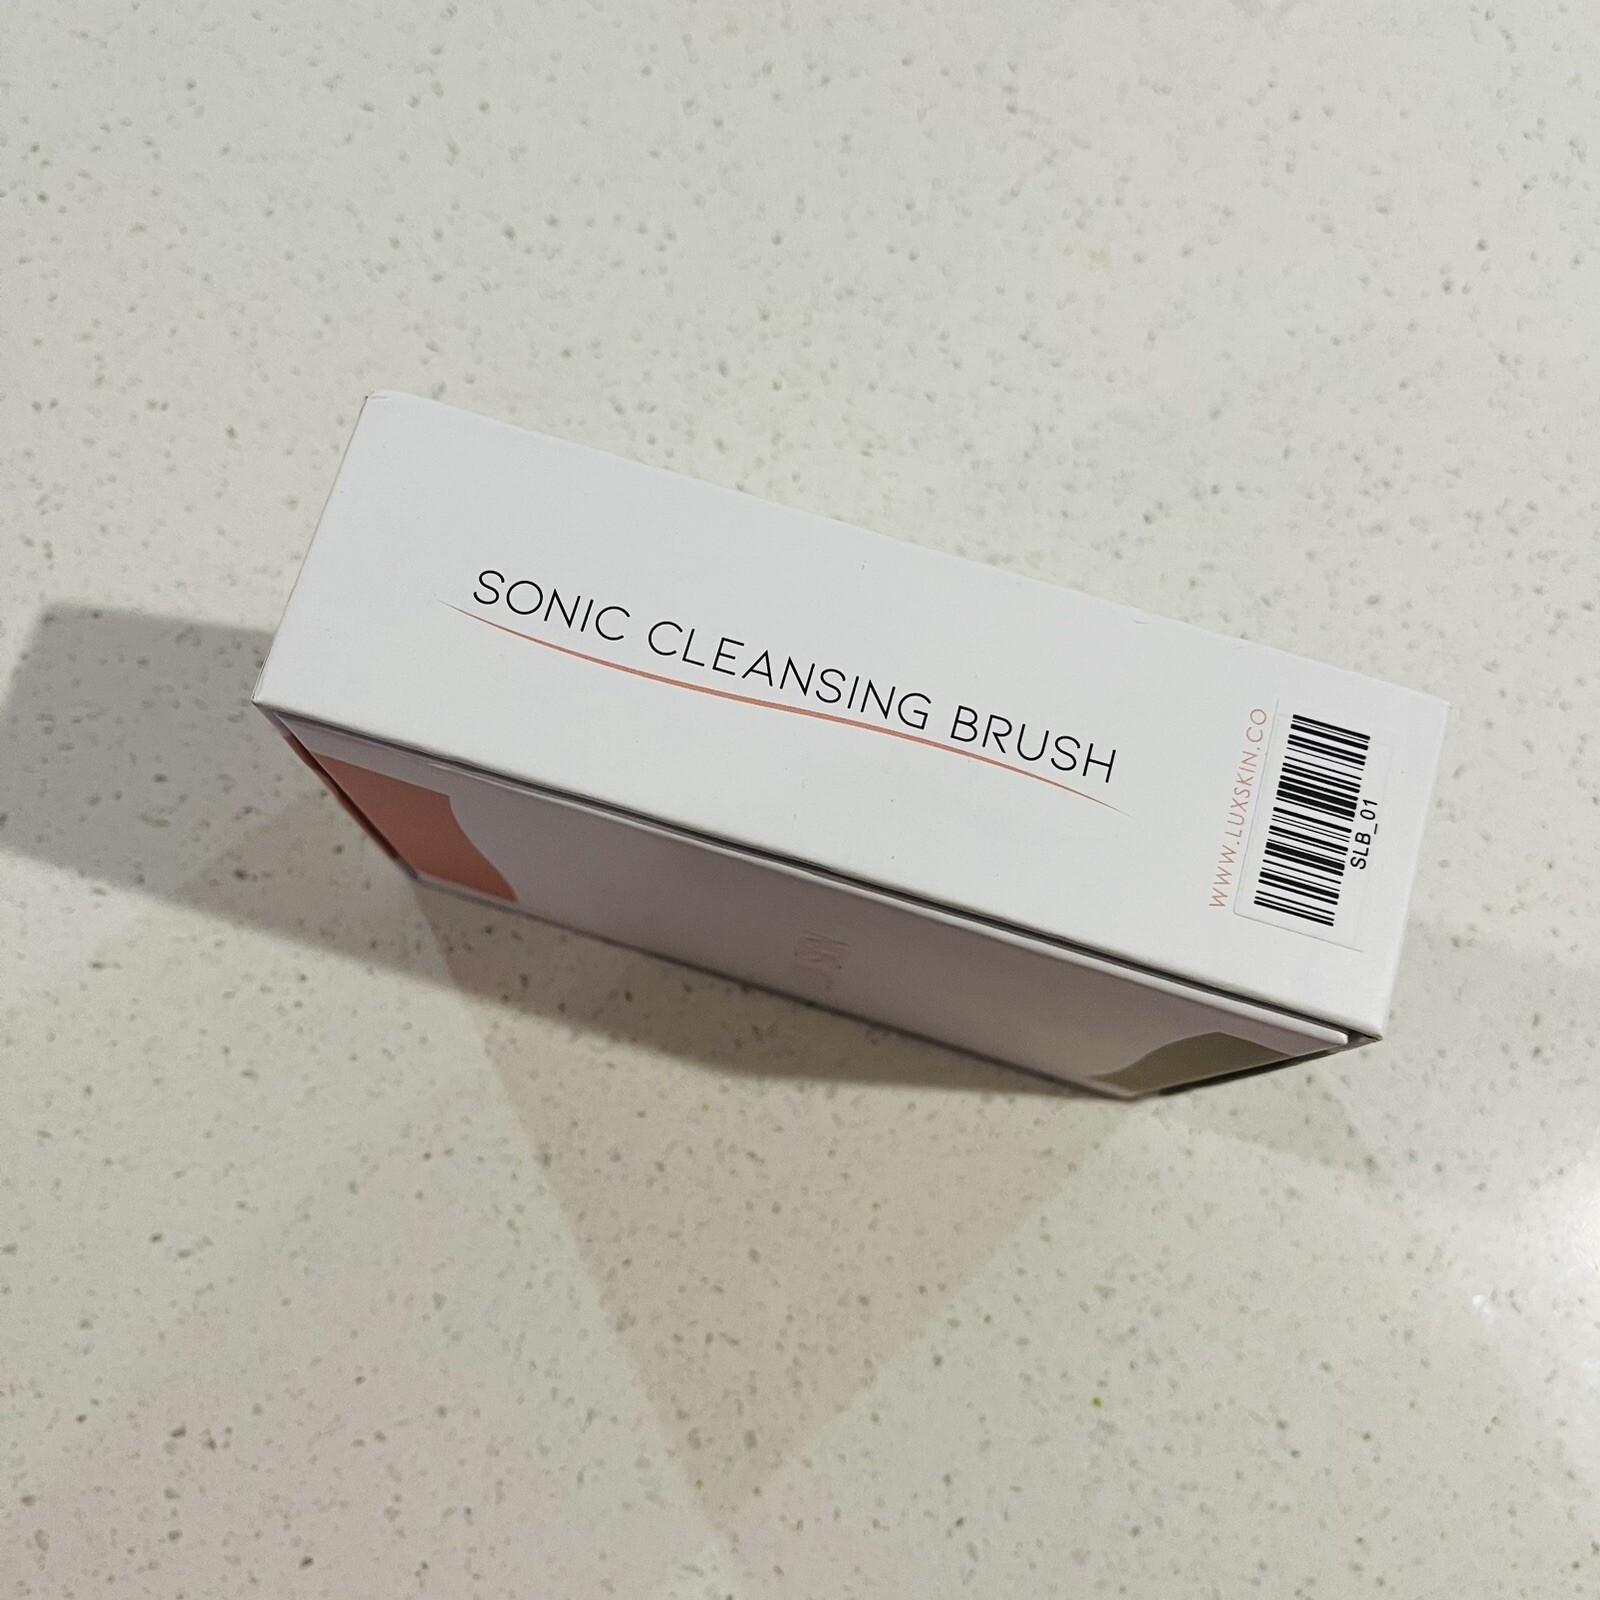 SONIC CLEANSING BRUSH
WWW.LUXSKIN.CO
SLB_01